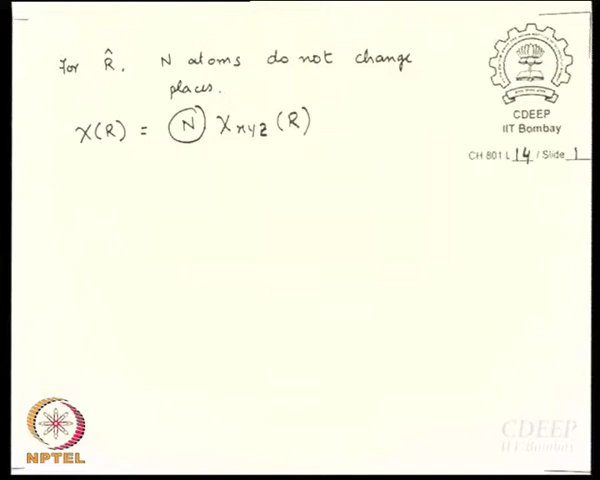 For R̂, N atoms do not change
places.
χ(R) = N χxyz (R)
CDEEP
IIT Bombay
CH 801 L 14 / Slide 1
NPTEL
CDEEP
IIT Bombay